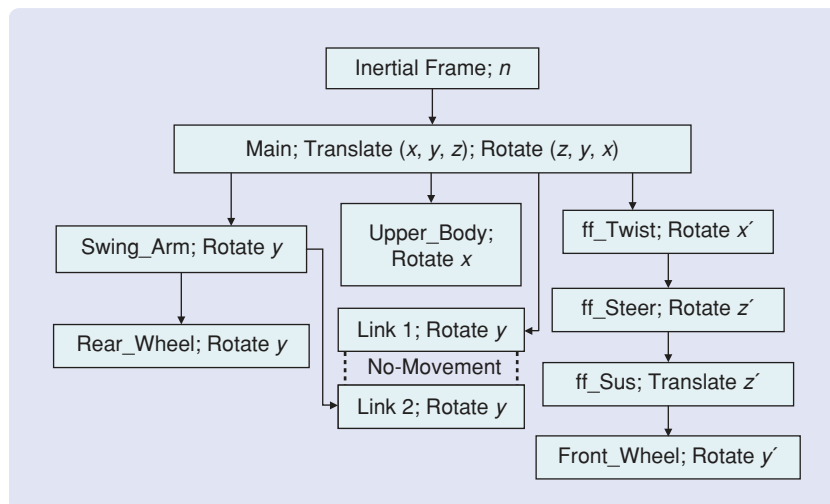 Inertial Frame; n
Main; Translate (x, y, z); Rotate (z, y, x)
Swing_Arm; Rotate y
Upper_Body;
Rotate x
ff_Twist; Rotate x´
ff_Steer; Rotate z´
Link 1; Rotate y
Rear_Wheel; Rotate y
No-Movement
ff_Sus; Translate z´
Link 2; Rotate y
Front_Wheel; Rotate y´